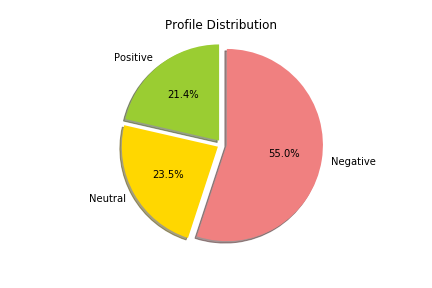 Profile Distribution
Positive
21.4%
55.0%
Negative
23.5%
Neutral